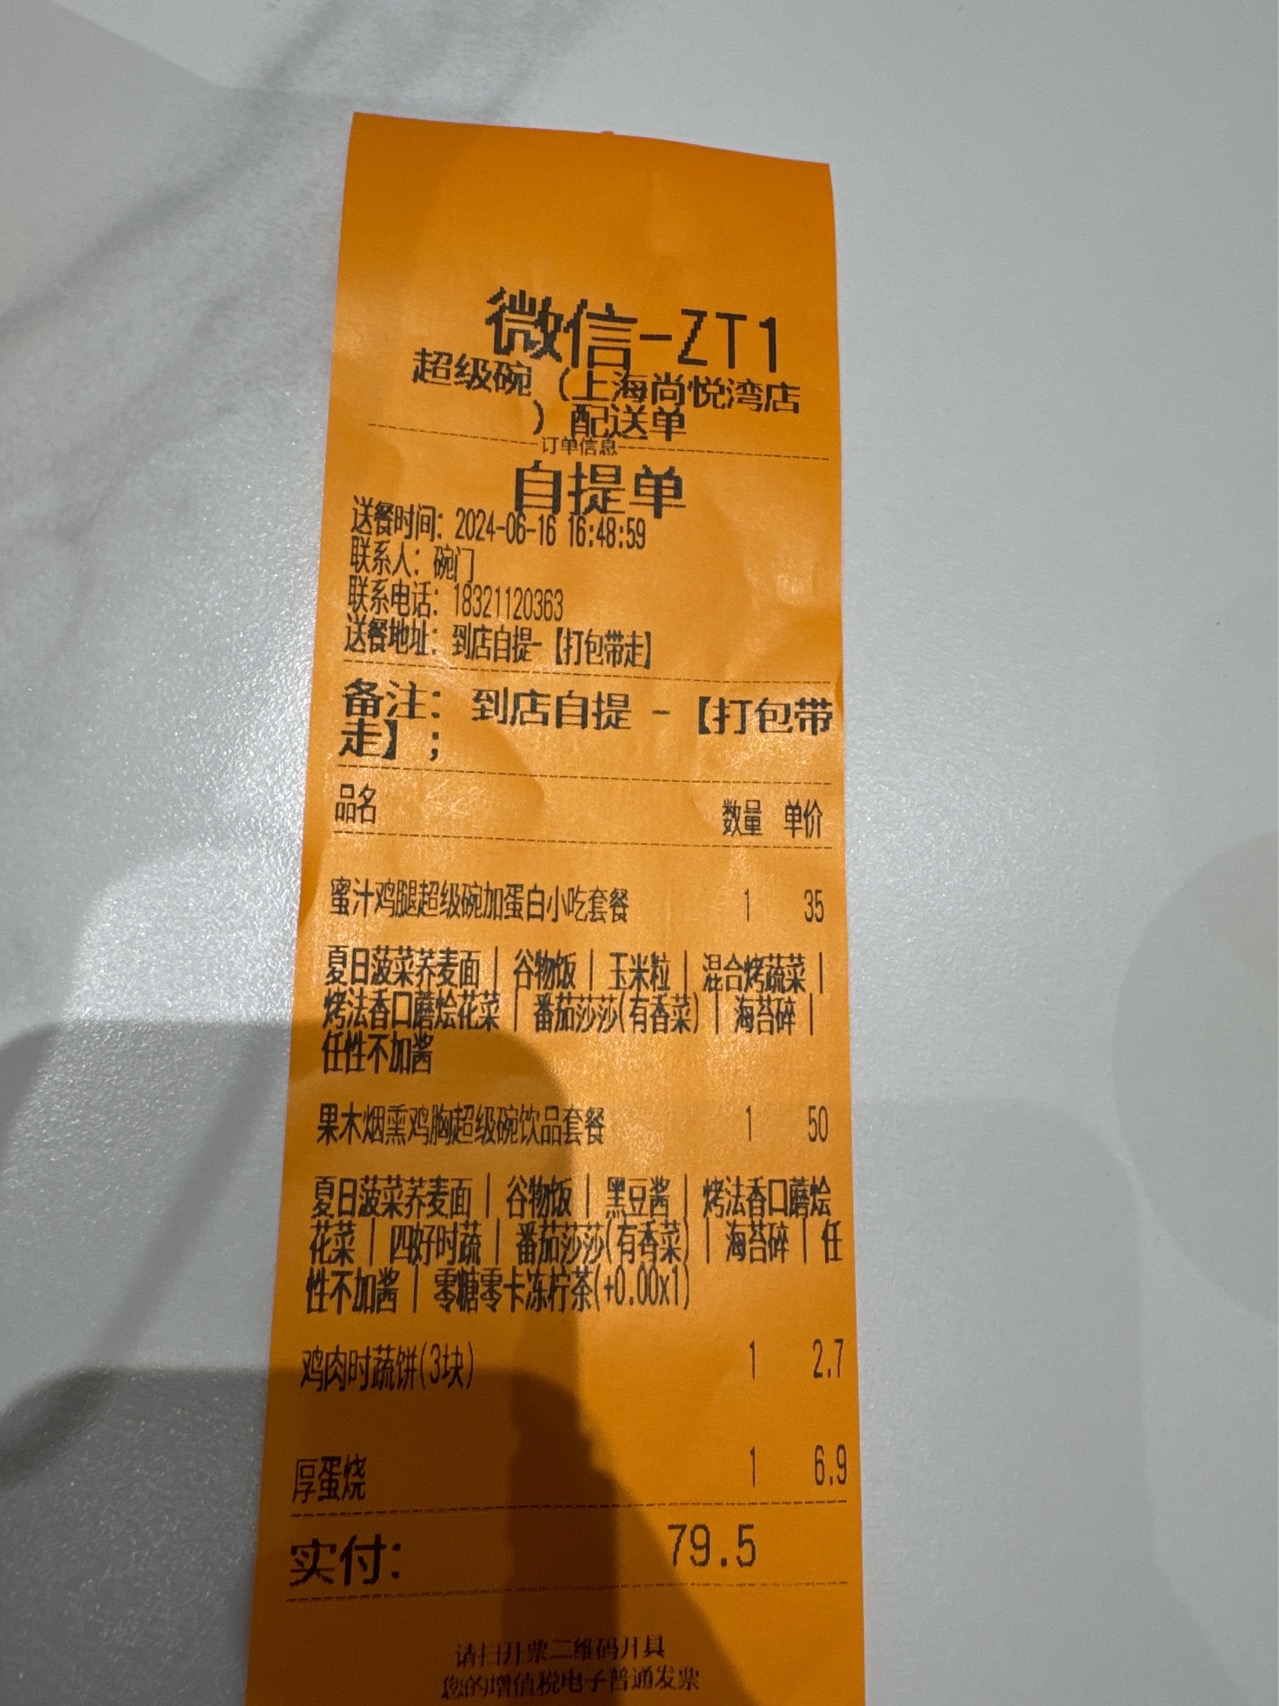 微信-ZT1
超级碗（上海尚悦湾店
）配送单
订单信息
自提单
送餐时间：2024-06-16 16:48:59
联系人：碗门
联系电话：18321120363
送餐地址：到店自提-【打包带走】
备注：到店自提-【打包带
走】；
品名 数量 单价
蜜汁鸡腿超级碗加蛋白小吃套餐 1 35
夏日菠菜荞麦面 | 谷物饭 | 玉米粒 | 混合烤蔬菜 |
烤法香口蘑烩花菜 | 番茄莎莎(有香菜) | 海苔碎 |
任性不加酱
果木烟熏鸡胸超级碗饮品套餐 1 50
夏日菠菜荞麦面 | 谷物饭 | 黑豆酱 | 烤法香口蘑烩
花菜 | 四好时蔬 | 番茄莎莎(有香菜) | 海苔碎 | 任
性不加酱 | 零糖零卡冻柠茶(+0.00x1)
鸡肉时蔬饼(3块) 1 2.7
厚蛋烧 1 6.9
实付： 79.5
请扫开票二维码开具
您的增值税电子普通发票